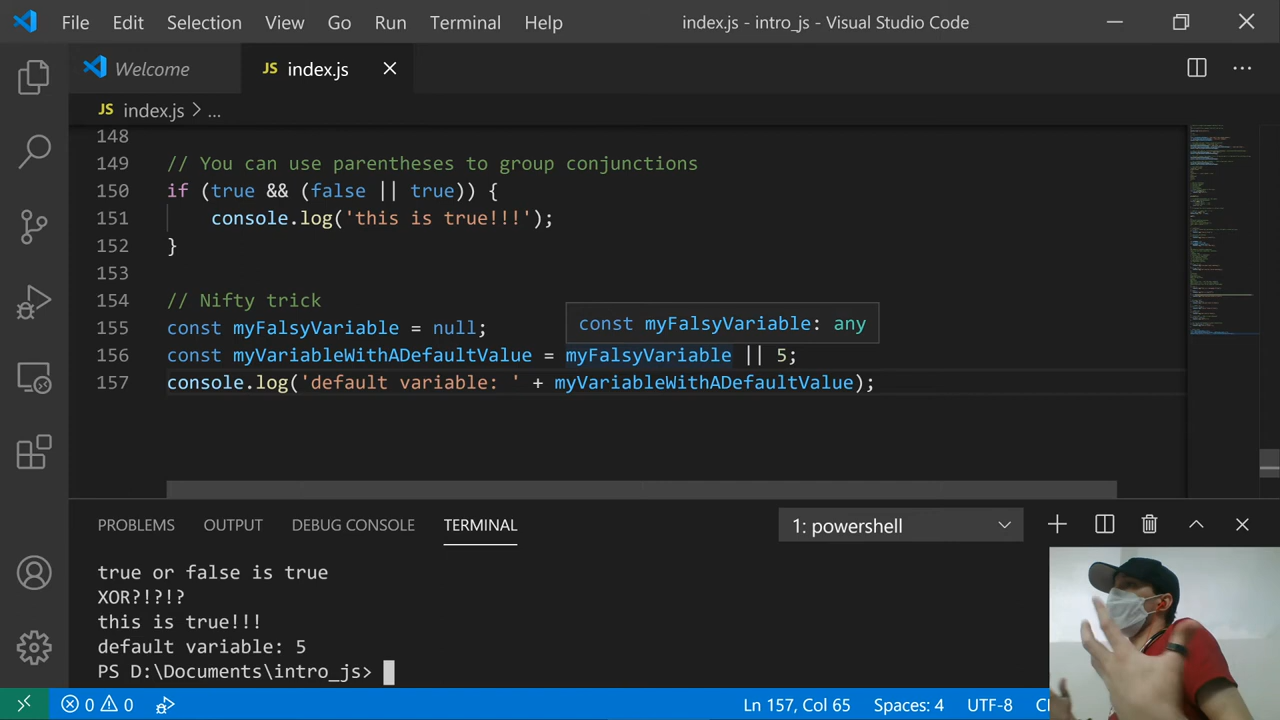 File Edit Selection View Go Run Terminal Help index.js - intro_js - Visual Studio Code
Welcome JS index.js
JS index.js > ...
148
149 // You can use parentheses to group conjunctions
150 if (true && (false || true)) {
151 console.log('this is true!!!');
152 }
153
154 // Nifty trick
155 const myFalsyVariable = null;
const myFalsyVariable: any
156 const myVariableWithADefaultValue = myFalsyVariable || 5;
157 console.log('default variable: ' + myVariableWithADefaultValue);
PROBLEMS OUTPUT DEBUG CONSOLE TERMINAL 1: powershell
true or false is true
XOR?!?!?
this is true!!!
default variable: 5
PS D:\Documents\intro_js>
0 0 Ln 157, Col 65 Spaces: 4 UTF-8